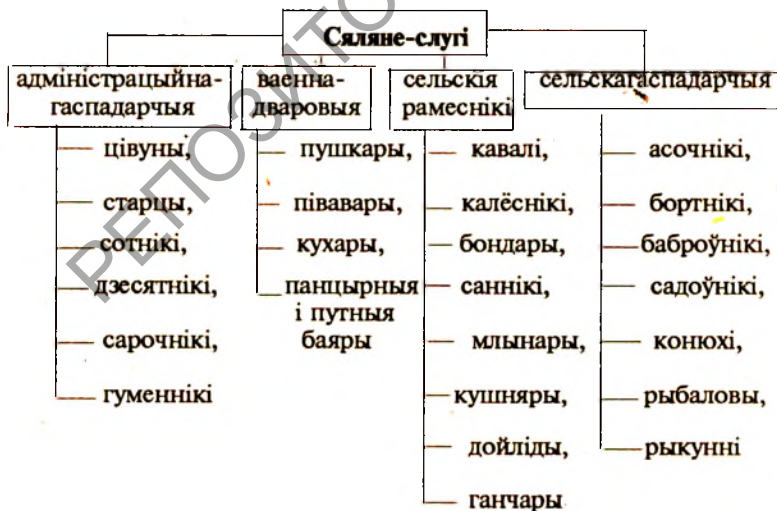 Сяляне-слугі
адміністрацыйна-
гаспадарчыя
цівуны,
старцы,
сотнікі,
дзесятнікі,
сарочнікі,
гуменнікі
ваенна-
дваровыя
пушкары,
півавары,
кухары,
панцырныя
і путныя
баяры
сельскія
рамеснікі
кавалі,
калёснікі,
бондары,
саннікі,
млынары,
кушняры,
дойліды,
ганчары
сельскагаспадарчыя
асочнікі,
бортнікі,
баброўнікі,
садоўнікі,
конюхі,
рыбаловы,
рыкунні
РЕПОЗИТО